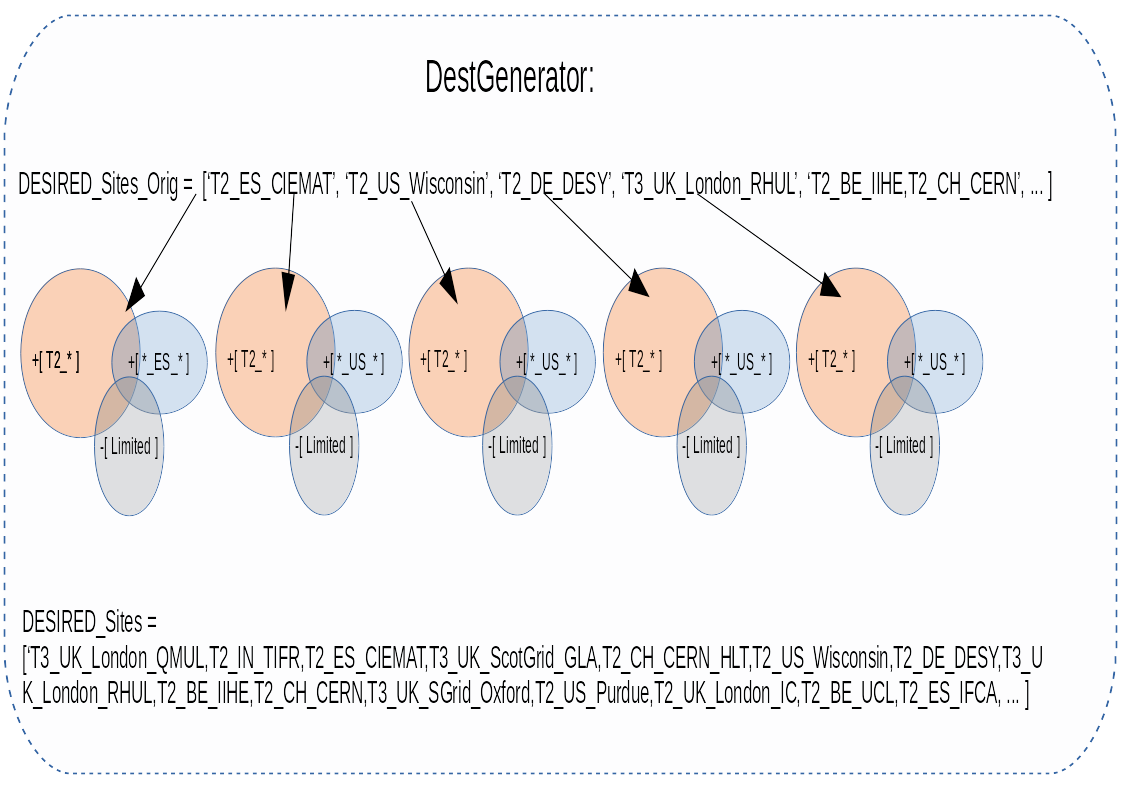 DestGenerator:
DESIRED_Sites_Orig = [‘T2_ES_CIEMAT’, ‘T2_US_Wisconsin’, ‘T2_DE_DESY’, ‘T3_UK_London_RHUL’, ‘T2_BE_IIHE,T2_CH_CERN’, ... ]
+[ T2_* ] +[ *_ES_* ] +[ T2_* ] +[ *_US_* ] +[ T2_* ] +[ *_US_* ] +[ T2_* ] +[ *_US_* ] +[ T2_* ] +[ *_US_* ]
-[ Limited ] -[ Limited ] -[ Limited ] -[ Limited ] -[ Limited ]
DESIRED_Sites =
[‘T3_UK_London_QMUL,T2_IN_TIFR,T2_ES_CIEMAT,T3_UK_ScotGrid_GLA,T2_CH_CERN_HLT,T2_US_Wisconsin,T2_DE_DESY,T3_U
K_London_RHUL,T2_BE_IIHE,T2_CH_CERN,T3_UK_SGrid_Oxford,T2_US_Purdue,T2_UK_London_IC,T2_BE_UCL,T2_ES_IFCA, ... ]